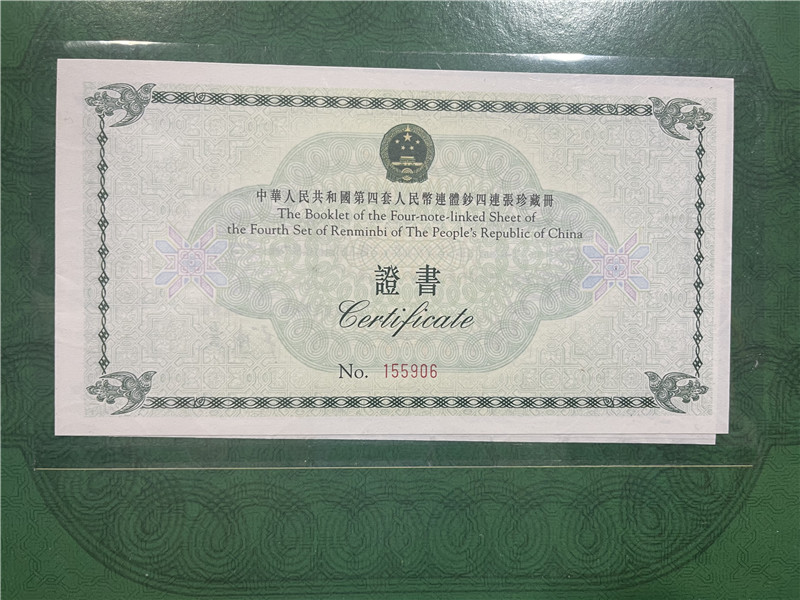 中華人民共和國第四套人民幣連體鈔四連張珍藏冊
The Booklet of the Four-note-linked Sheet of
the Fourth Set of Renminbi of The People's Republic of China
證書
Certificate
No. 155906